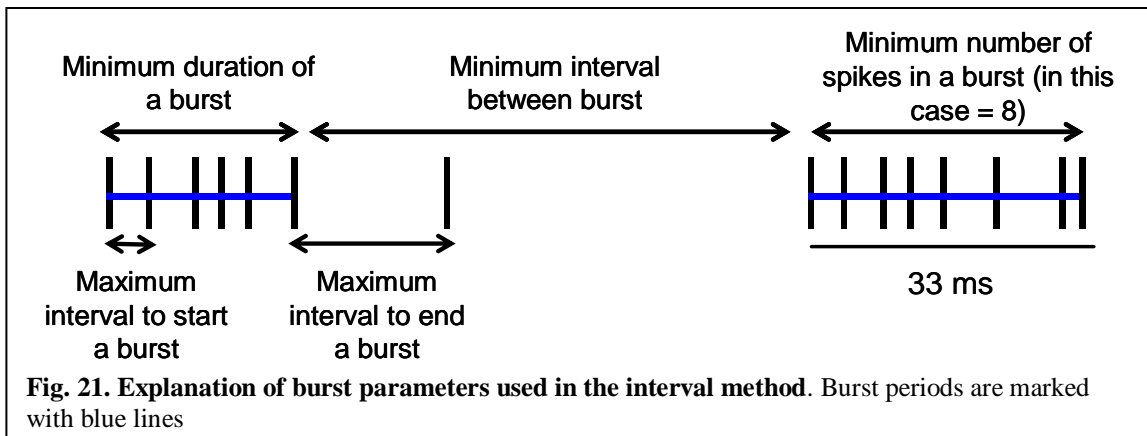 Minimum duration of
a burst
Minimum interval
between burst
Minimum number of
spikes in a burst (in this
case = 8)
Maximum
interval to start
a burst
Maximum
interval to end
a burst
33 ms
Fig. 21. Explanation of burst parameters used in the interval method. Burst periods are marked
with blue lines